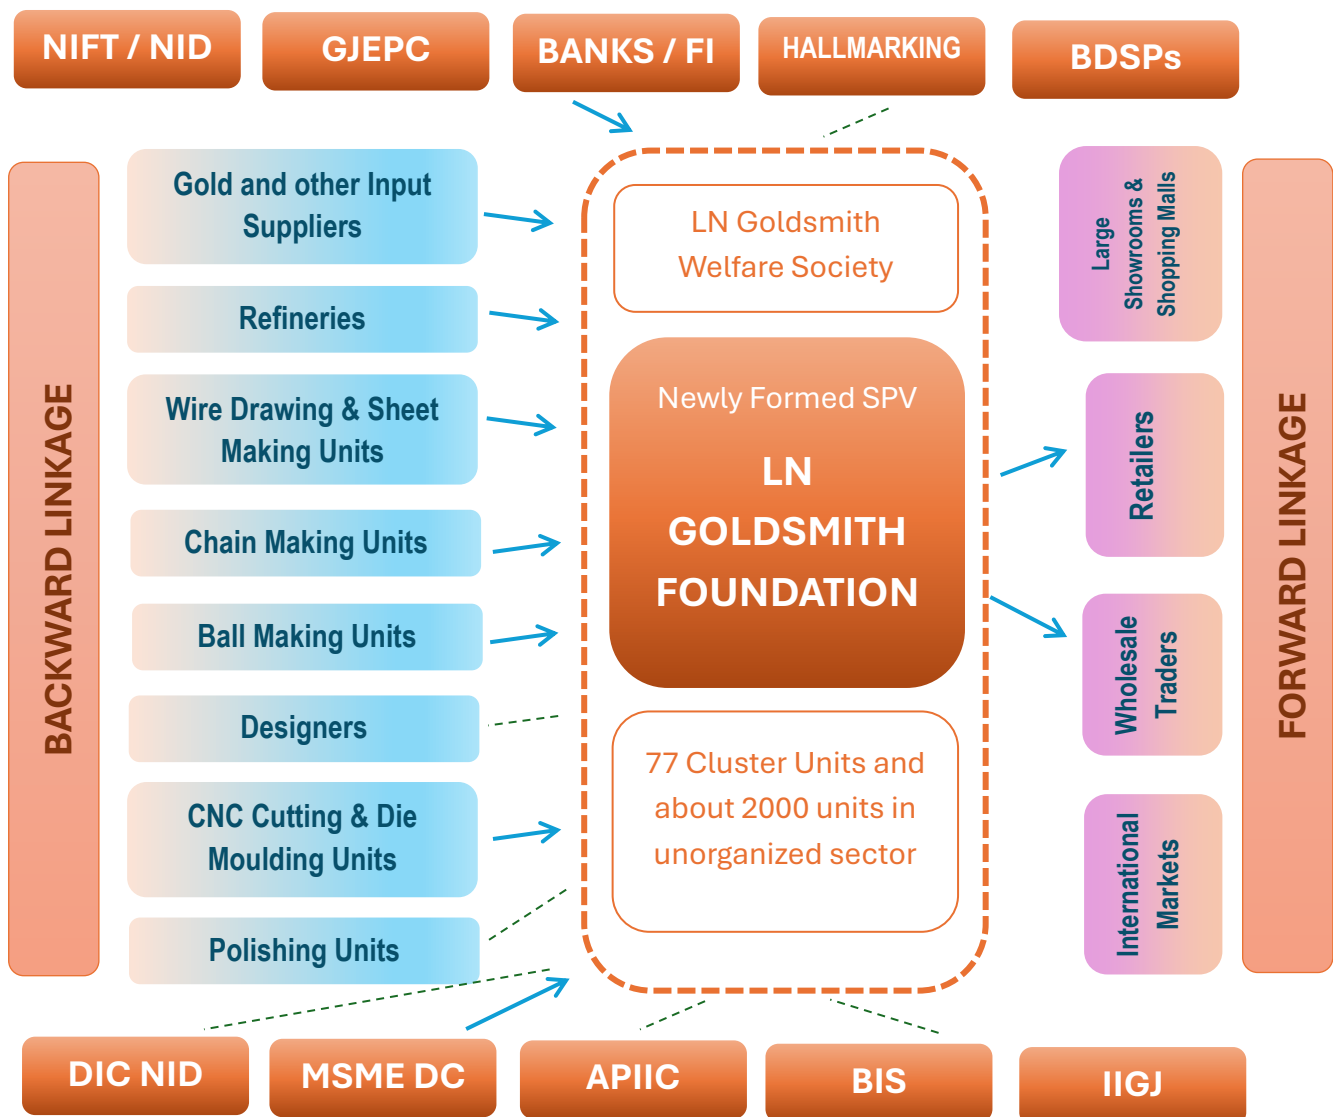 NIFT / NID
GJEPC
BANKS / FI
HALLMARKING
BDSPs
BACKWARD LINKAGE
Gold and other Input
Suppliers
Refineries
Wire Drawing & Sheet
Making Units
Chain Making Units
Ball Making Units
Designers
CNC Cutting & Die
Moulding Units
Polishing Units
LN Goldsmith
Welfare Society
Newly Formed SPV
LN
GOLDSMITH
FOUNDATION
77 Cluster Units and
about 2000 units in
unorganized sector
Large
Showrooms &
Shopping Malls
Retailers
Wholesale
Traders
International
Markets
FORWARD LINKAGE
DIC NID
MSME DC
APIIC
BIS
IIGJ